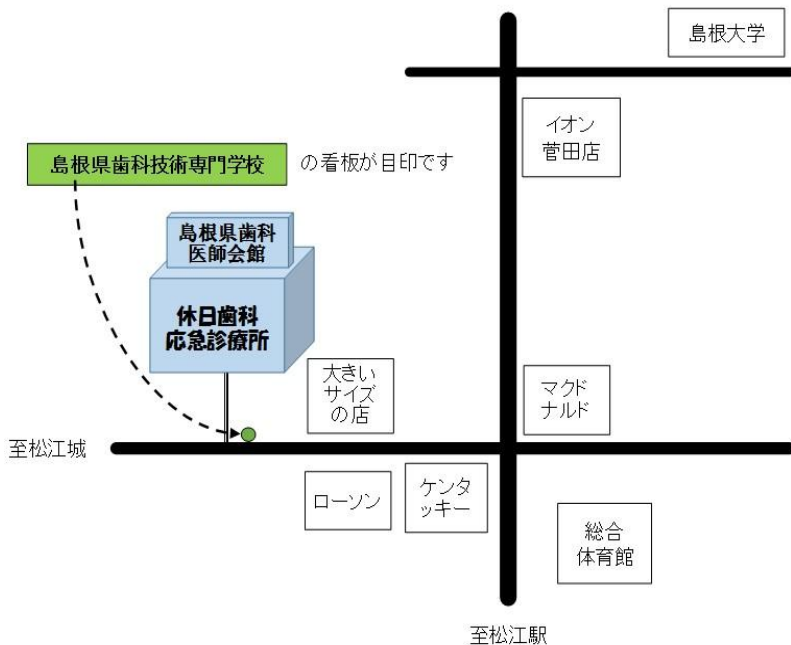 島根大学
イオン
菅田店
島根県歯科技術専門学校 の看板が目印です
島根県歯科
医師会館
休日歯科
応急診療所
大きい
サイズ
の店
マクド
ナルド
至松江城
ローソン
ケンタ
ッキー
総合
体育館
至松江駅